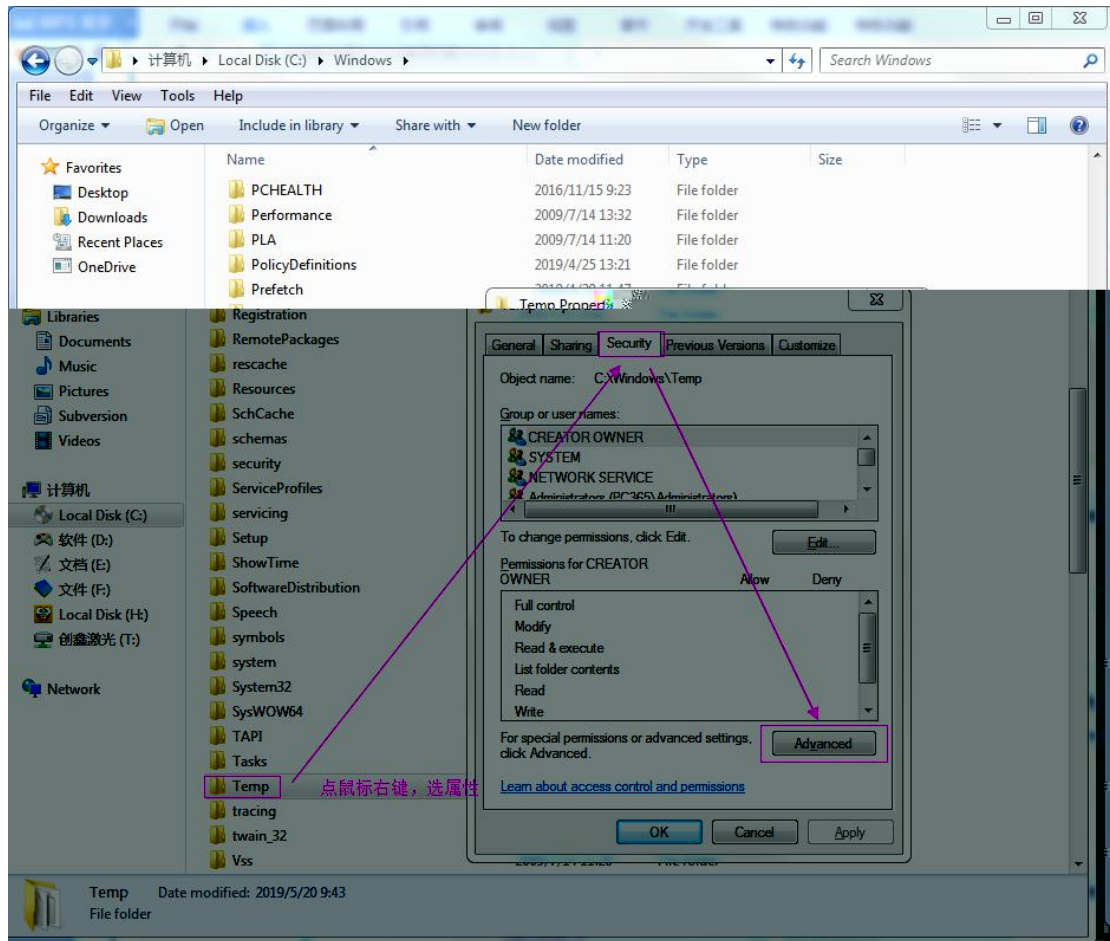 计算机 ▸ Local Disk (C:) ▸ Windows ▸
Search Windows
File Edit View Tools Help
Organize Open Include in library Share with New folder
Name Date modified Type Size
Favorites
Desktop
Downloads
Recent Places
OneDrive
Libraries
Documents
Music
Pictures
Subversion
Videos
计算机
Local Disk (C:)
软件 (D:)
文档 (E:)
文件 (F:)
Local Disk (H:)
创鑫激光 (T:)
Network
PCHEALTH 2016/11/15 9:23 File folder
Performance 2009/7/14 13:32 File folder
PLA 2009/7/14 11:20 File folder
PolicyDefinitions 2019/4/25 13:21 File folder
Prefetch
Registration
RemotePackages
rescache
Resources
SchCache
schemas
security
ServiceProfiles
servicing
Setup
ShowTime
SoftwareDistribution
Speech
symbols
system
System32
SysWOW64
TAPI
Tasks
Temp
点鼠标右键，选属性
tracing
twain_32
Vss
Temp
General Sharing Security Previous Versions Customize
Object name: C:\Windows\Temp
Group or user names:
CREATOR OWNER
SYSTEM
NETWORK SERVICE
Administrators (PC365\Administrators)
To change permissions, click Edit.
Edit...
Permissions for CREATOR
OWNER Allow Deny
Full control
Modify
Read & execute
List folder contents
Read
Write
For special permissions or advanced settings,
click Advanced.
Advanced
Learn about access control and permissions
OK Cancel Apply
Temp Date modified: 2019/5/20 9:43
File folder